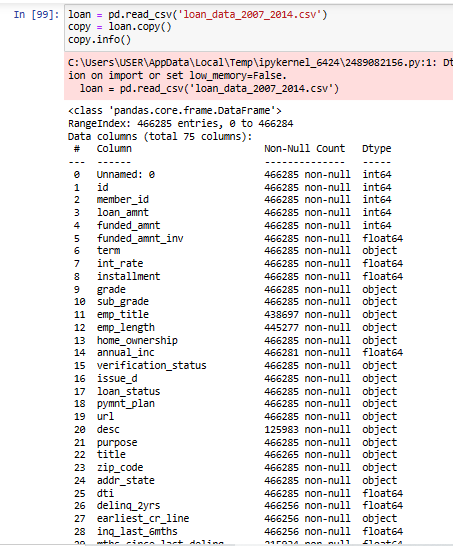 In [99]: loan = pd.read_csv('loan_data_2007_2014.csv')
copy = loan.copy()
copy.info()
C:\Users\USER\AppData\Local\Temp\ipykernel_6424\2489082156.py:1: Dt
ion on import or set low_memory=False.
loan = pd.read_csv('loan_data_2007_2014.csv')
<class 'pandas.core.frame.DataFrame'>
RangeIndex: 466285 entries, 0 to 466284
Data columns (total 75 columns):
# Column Non-Null Count Dtype
--- ------ -------------- -----
0 Unnamed: 0 466285 non-null int64
1 id 466285 non-null int64
2 member_id 466285 non-null int64
3 loan_amnt 466285 non-null int64
4 funded_amnt 466285 non-null int64
5 funded_amnt_inv 466285 non-null float64
6 term 466285 non-null object
7 int_rate 466285 non-null float64
8 installment 466285 non-null float64
9 grade 466285 non-null object
10 sub_grade 466285 non-null object
11 emp_title 438697 non-null object
12 emp_length 445277 non-null object
13 home_ownership 466285 non-null object
14 annual_inc 466281 non-null float64
15 verification_status 466285 non-null object
16 issue_d 466285 non-null object
17 loan_status 466285 non-null object
18 pymnt_plan 466285 non-null object
19 url 466285 non-null object
20 desc 125983 non-null object
21 purpose 466285 non-null object
22 title 466265 non-null object
23 zip_code 466285 non-null object
24 addr_state 466285 non-null object
25 dti 466285 non-null float64
26 delinq_2yrs 466256 non-null float64
27 earliest_cr_line 466256 non-null object
28 inq_last_6mths 466256 non-null float64